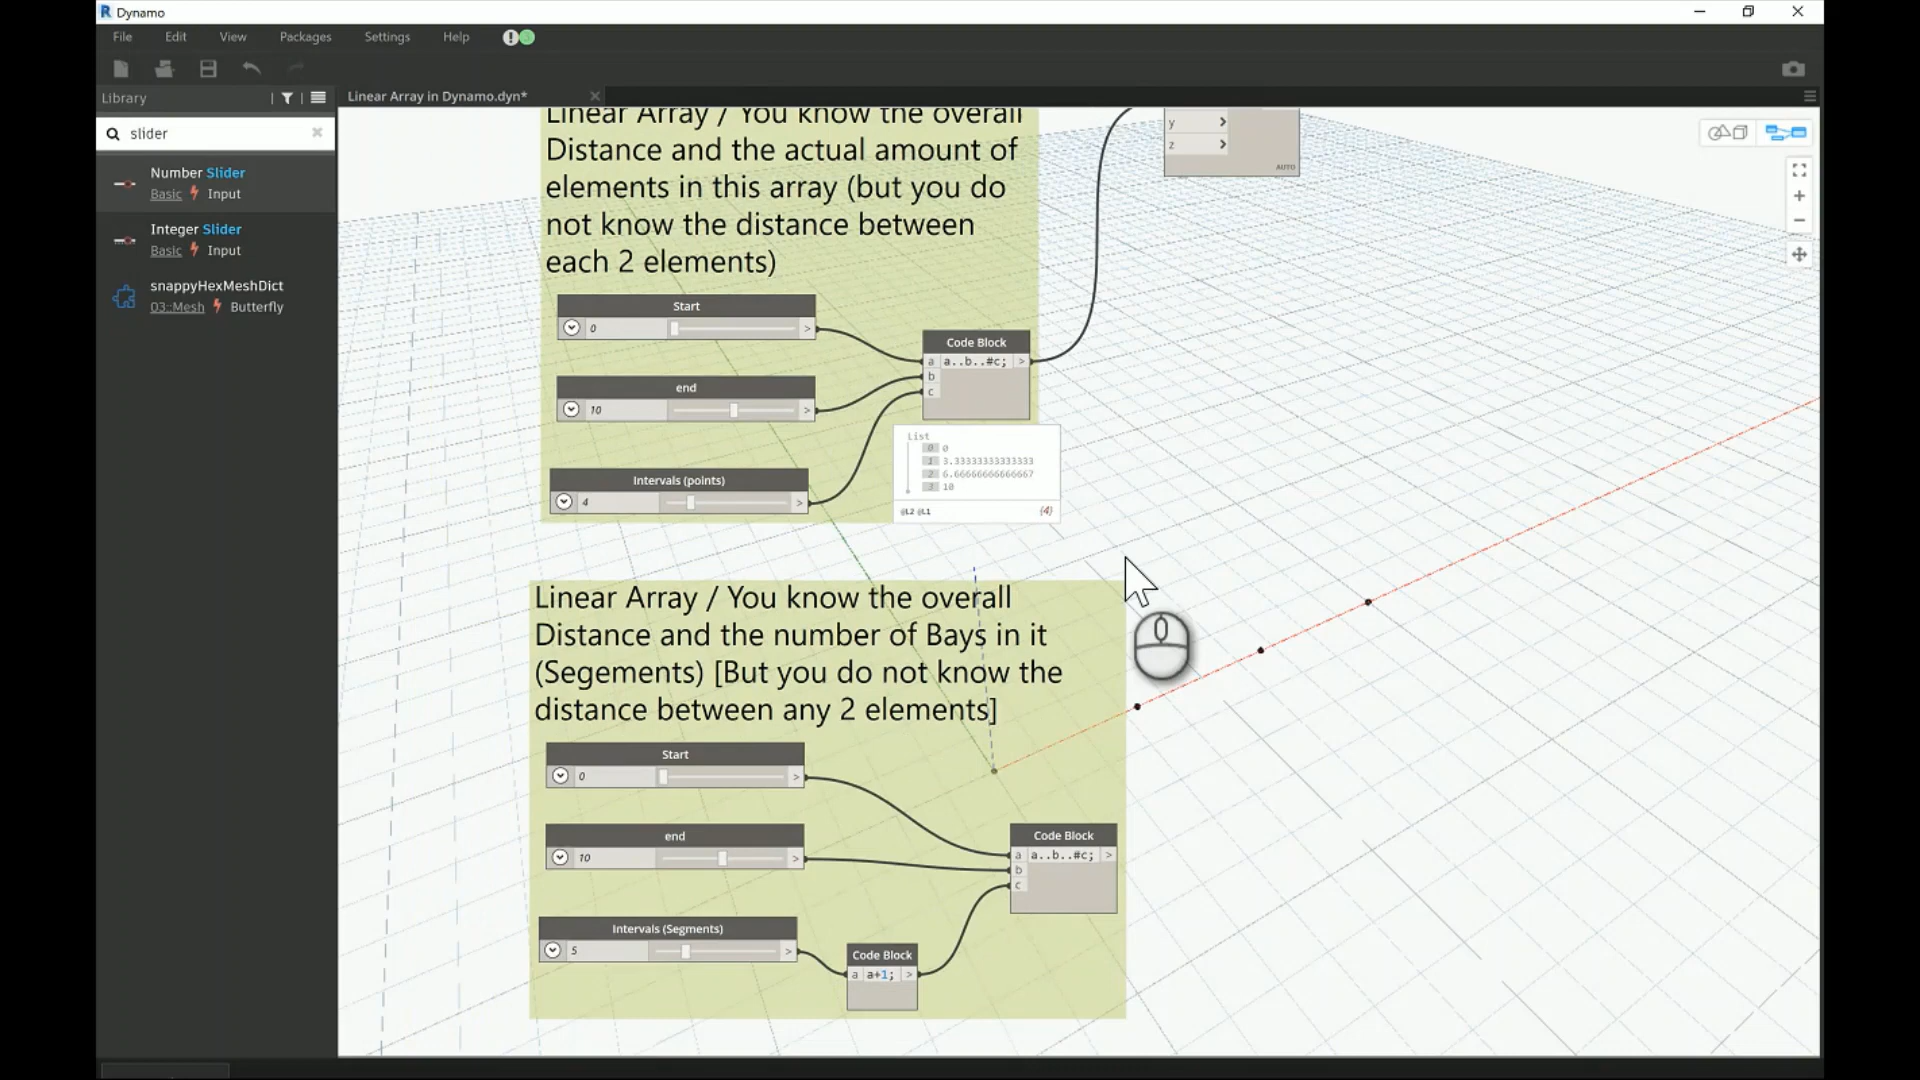 Dynamo
File Edit View Packages Settings Help
Library
Linear Array in Dynamo.dyn*
slider
Number Slider
Basic Input
Integer Slider
Basic Input
snappyHexMeshDict
03::Mesh Butterfly
Linear Array / You know the overall
Distance and the actual amount of
elements in this array (but you do
not know the distance between
each 2 elements)
y >
z >
AUTO
Start
0 >
end
10 >
Intervals (points)
4 >
Code Block
a a..b..#c; >
b
c
List
0 0
1 3.33333333333333
2 6.66666666666667
3 10
@L2 @L1 {4}
Linear Array / You know the overall
Distance and the number of Bays in it
(Segements) [But you do not know the
distance between any 2 elements]
Start
0 >
end
10 >
Intervals (Segments)
5 >
Code Block
a a+1; >
Code Block
a a..b..#c; >
b
c